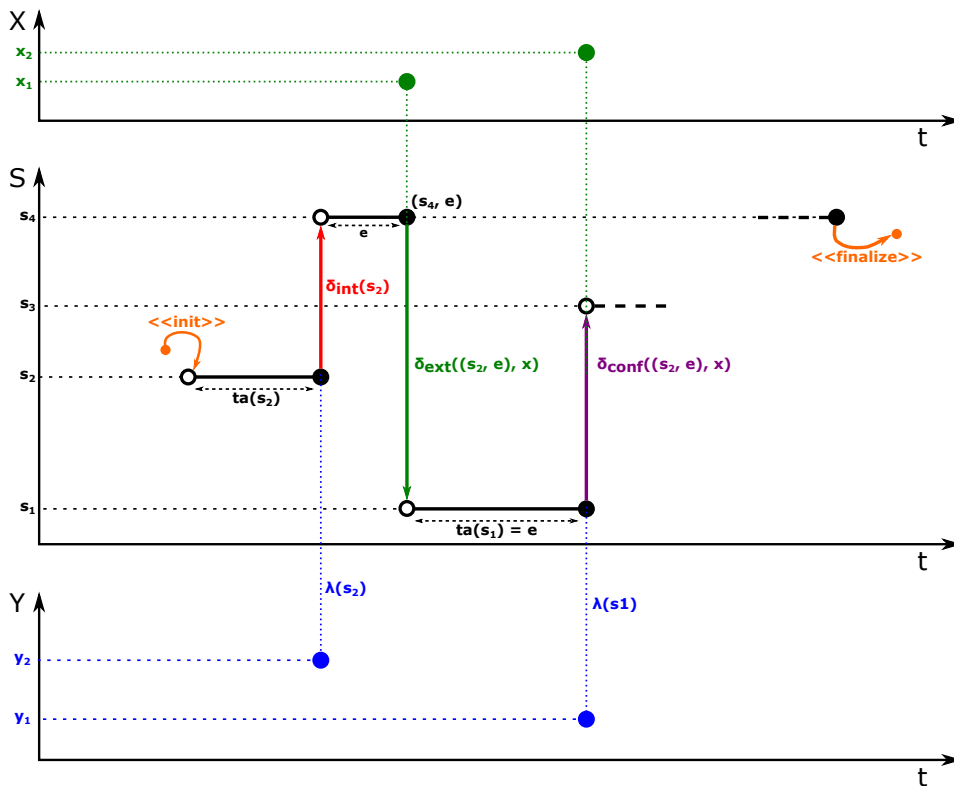 X
x₂
x₁
t
S
s₄
(s₄, e)
e
<<finalize>>
δint(s₂)
s₃
<<init>>
δext((s₂, e), x)
δconf((s₂, e), x)
s₂
ta(s₂)
s₁
ta(s₁) = e
t
λ(s₂)
Y
λ(s1)
y₂
y₁
t